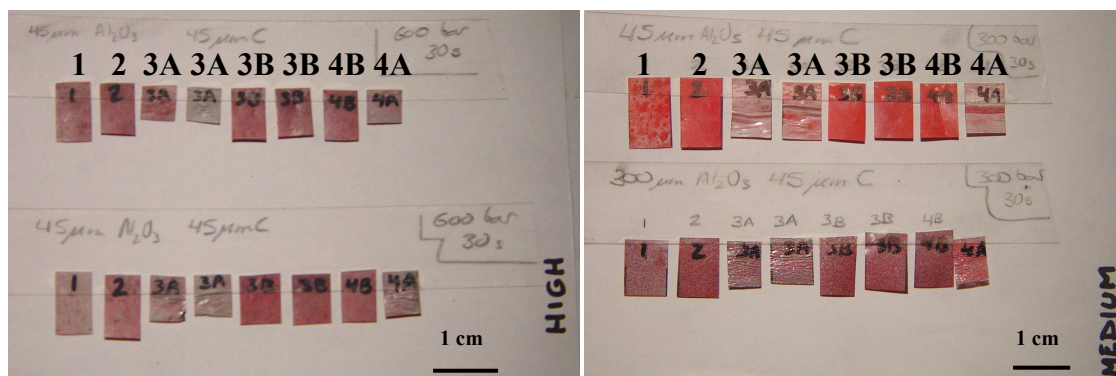 45μm Al2O3 45μm C 600 bar
30s
1 2 3A 3A 3B 3B 4B 4A
1 2 3A 3A 3B 3B 4B 4A
45μm Al2O3 45μm C 600 bar
30s
1 2 3A 3A 3B 3B 4B 4A
HIGH
1 cm
45μm Al2O3 45μm C 300 bar
30s
1 2 3A 3A 3B 3B 4B 4A
1 2 3A 3A 3B 3B 4B 4A
300μm Al2O3 45μm C 300 bar
30s
1 2 3A 3A 3B 3B 4B
1 2 3A 3A 3B 3B 4B 4A
MEDIUM
1 cm